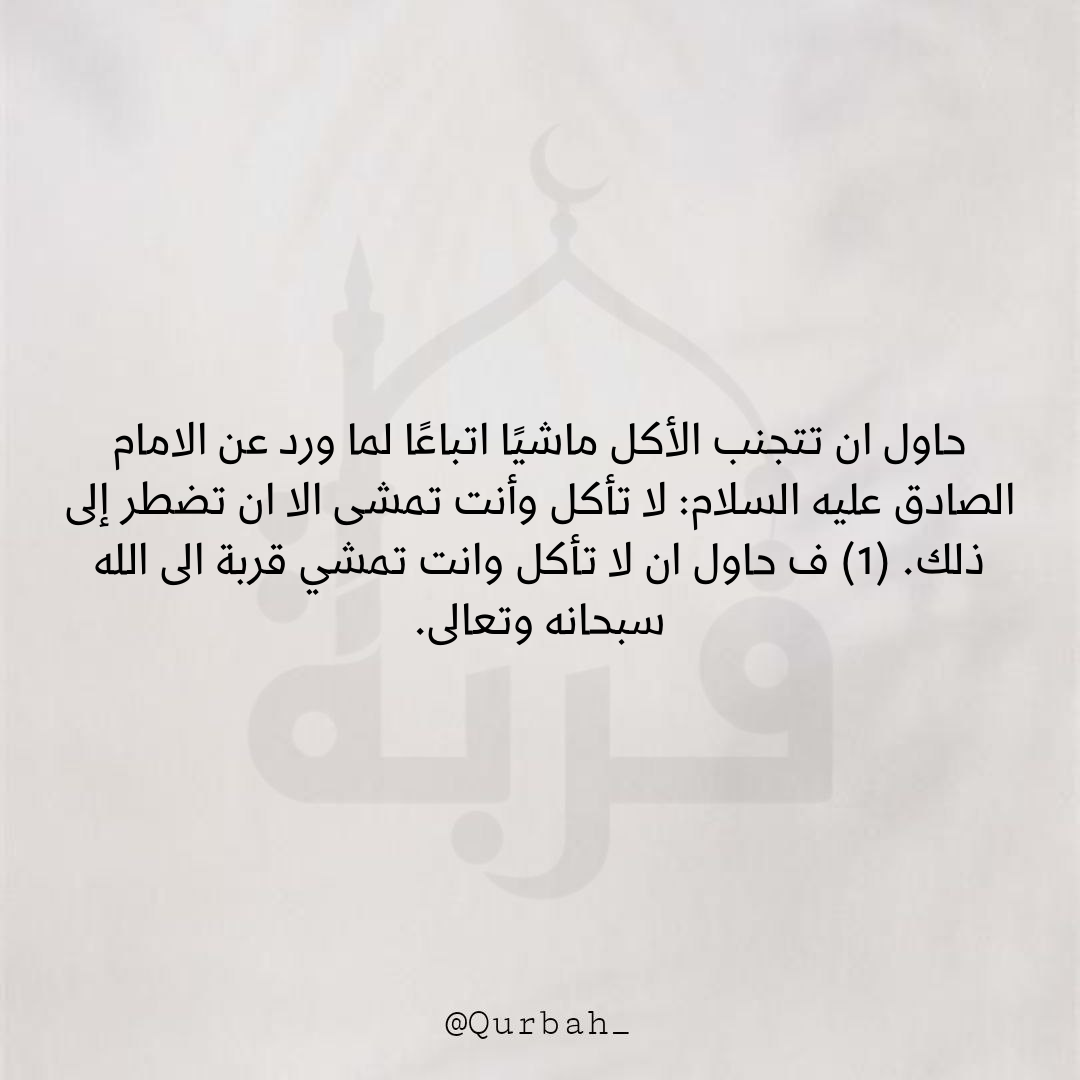 حاول ان تتجنب الأكل ماشيًا اتباعًا لما ورد عن الامام
الصادق عليه السلام: لا تأكل وأنت تمشى الا ان تضطر إلى
ذلك. (1) ف حاول ان لا تأكل وانت تمشي قربة الى الله
سبحانه وتعالى.
قربة
@Qurbah_